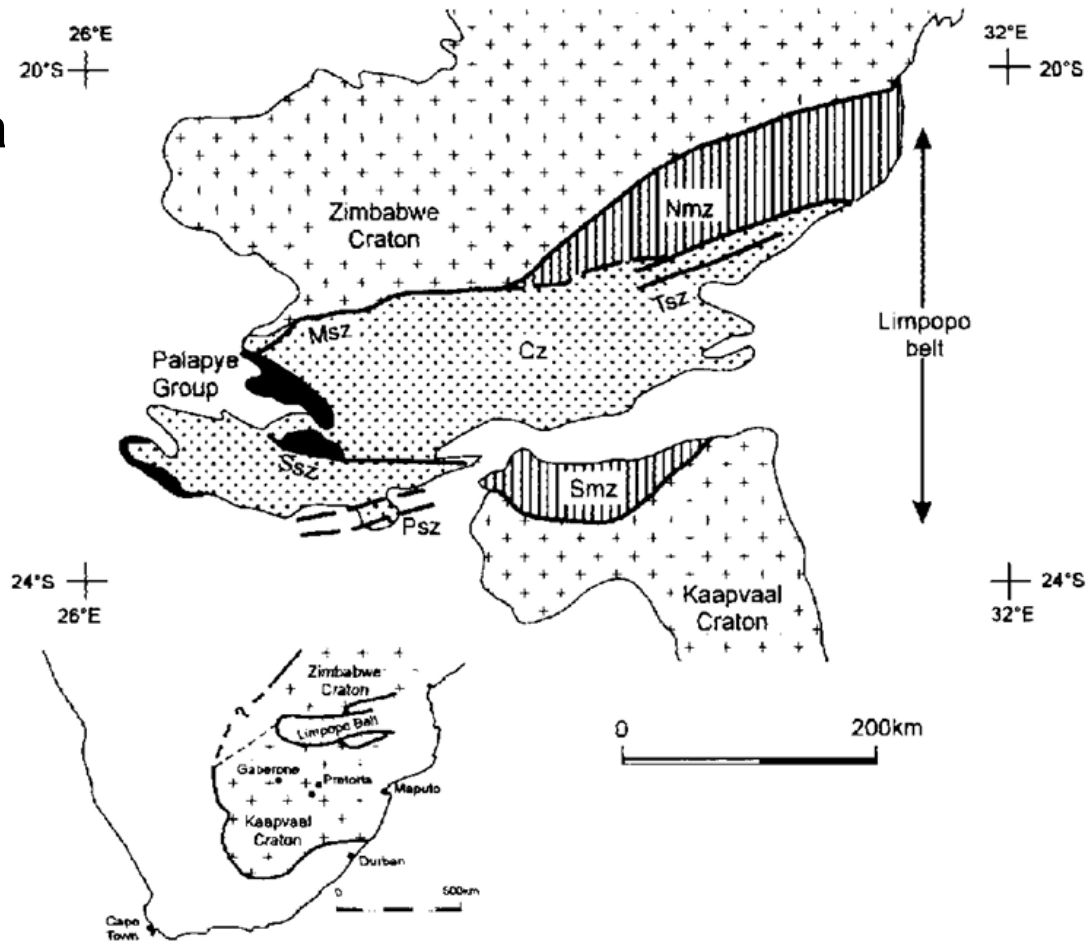 26°E
32°E
20°S
20°S
a
Zimbabwe
Craton
Nmz
Tsz
Limpopo
belt
Msz
Cz
Palapye
Group
Ssz
Smz
Psz
24°S
24°S
26°E
32°E
Kaapvaal
Craton
Zimbabwe
Craton
?
Limpopo Belt
Gaberone
Pretoria
Maputo
Kaapvaal
Craton
Durban
0
500km
Cape
Town
0
200km